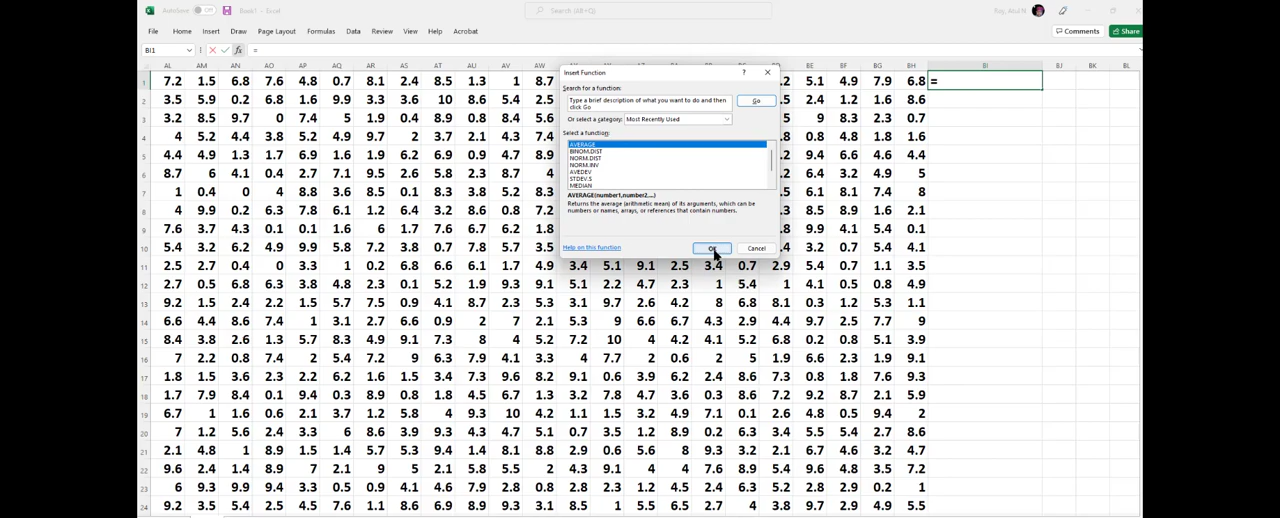 AutoSave Off Book1 - Excel Search (Alt+Q) Roy, Atul N
File Home Insert Draw Page Layout Formulas Data Review View Help Acrobat Comments Share
BI1 fx =
AL AM AN AO AP AQ AR AS AT AU AV AW BE BF BG BH BI BJ BK BL
Insert Function ? ×
Search for a function:
Type a brief description of what you want to do and then
click Go
Go
Or select a category: Most Recently Used
Select a function:
AVERAGE
BINOM.DIST
NORM.DIST
NORM.INV
AVEDEV
STDEV.S
MEDIAN
AVERAGE(number1,number2,...)
Returns the average (arithmetic mean) of its arguments, which can be
numbers or names, arrays, or references that contain numbers.
Help on this function OK Cancel
1 7.2 1.5 6.8 7.6 4.8 0.7 8.1 2.4 8.5 1.3 1 8.7 5.1 4.9 7.9 6.8 =
2 3.5 5.9 0.2 6.8 1.6 9.9 3.3 3.6 10 8.6 5.4 2.5 2.4 1.2 1.6 8.6
3 3.2 8.5 9.7 0 7.4 5 1.9 0.4 8.9 0.8 8.4 5.6 9 8.3 2.3 0.7
4 4 5.2 4.4 3.8 5.2 4.9 9.7 2 3.7 2.1 4.3 7.4 0.8 4.8 1.8 1.6
5 4.4 4.9 1.3 1.7 6.9 1.6 1.9 6.2 6.9 0.9 4.7 8.9 9.4 6.6 4.6 4.4
6 8.7 6 4.1 0.4 2.7 7.1 9.5 2.6 5.8 2.3 8.7 4 3.2 4.5 3.9 5.2
7 1 0.4 0 4 8.8 3.6 8.5 0.1 8.3 3.8 5.2 8.3 6.1 8.1 7.4 8
8 4 9.9 0.2 6.3 7.8 6.1 1.2 6.4 3.2 8.6 0.8 7.2 8.5 8.9 1.6 2.1
9 7.6 3.7 4.3 0.1 0.1 1.6 6 1.7 7.6 6.7 6.2 1.8 9.9 4.1 5.4 0.1
10 5.4 3.2 6.2 4.9 9.9 5.8 7.2 3.8 0.7 7.8 5.7 3.5 3.2 0.7 5.4 4.1
11 2.5 2.7 0.4 0 3.3 1 0.2 6.8 6.6 6.1 1.7 4.9 3.4 5.1 9.1 2.5 3.4 0.7 2.9 5.4 0.7 1.1 3.5
12 2.7 0.5 6.8 6.3 3.8 4.8 2.3 0.1 5.2 1.9 9.3 9.1 5.1 2.2 4.7 2.3 1 5.4 1 4.1 0.5 0.8 4.9
13 9.2 1.5 2.4 2.2 1.5 5.7 7.5 0.9 4.1 8.7 2.3 5.3 3.1 9.7 2.6 4.2 8 6.8 8.1 0.3 1.2 5.3 1.1
14 6.6 4.4 8.6 7.4 1 3.1 2.7 6.6 0.9 2 7 2.1 5.3 9 6.6 6.7 4.3 2.9 4.4 9.7 2.5 7.7 9
15 8.4 3.8 2.6 1.3 5.7 8.3 4.9 9.1 7.3 8 4 5.2 7.2 10 4 4.2 4.1 5.2 6.8 0.2 0.8 5.1 3.9
16 7 2.2 0.8 7.4 2 5.4 7.2 9 6.3 7.9 4.1 3.3 4 7.7 2 0.6 2 5 1.9 6.6 2.3 1.9 9.1
17 1.8 1.5 3.6 2.3 2.2 6.2 1.6 1.5 3.4 7.3 9.6 8.2 9.1 0.6 3.9 6.2 2.4 8.6 7.3 0.8 1.8 7.6 9.3
18 1.7 7.9 8.4 0.1 9.4 0.3 8.9 0.8 1.8 4.5 6.7 1.3 3.2 7.8 4.7 3.6 0.3 8.6 7.2 9.2 8.7 2.1 5.9
19 6.7 1 1.6 0.6 2.1 3.7 1.2 5.8 4 9.3 10 4.2 1.1 1.5 3.2 4.9 7.1 0.1 2.6 4.8 0.5 9.4 2
20 7 1.2 5.6 2.4 3.3 6 8.6 3.9 9.5 4.9 4.7 5.1 0.7 3.5 1.2 8.9 0.2 6.3 3.4 5.5 5.4 2.7 8.6
21 2.1 4.8 1 8.9 1.5 1.4 5.7 5.3 9.4 1.4 8.1 8.8 2.9 0.6 5.6 8 9.3 3.2 2.1 6.7 4.6 3.2 4.7
22 9.6 2.4 1.4 8.9 7 2.1 9 5 2.1 5.8 5.5 2 4.3 9.1 4 4 7.6 8.9 5.4 9.6 4.8 3.5 7.2
23 6 9.3 9.9 9.4 3.3 0.5 0.9 4.1 4.6 7.9 2.8 0.8 2.8 2.3 1.2 4.5 2.4 6.3 5.2 2.8 2.9 0.2 1
24 9.2 3.5 5.4 2.5 4.5 7.6 1.1 8.6 6.9 8.9 9.3 3.1 8.5 1 5.5 6.5 2.7 4 3.8 9.7 4.9 4.9 5.5